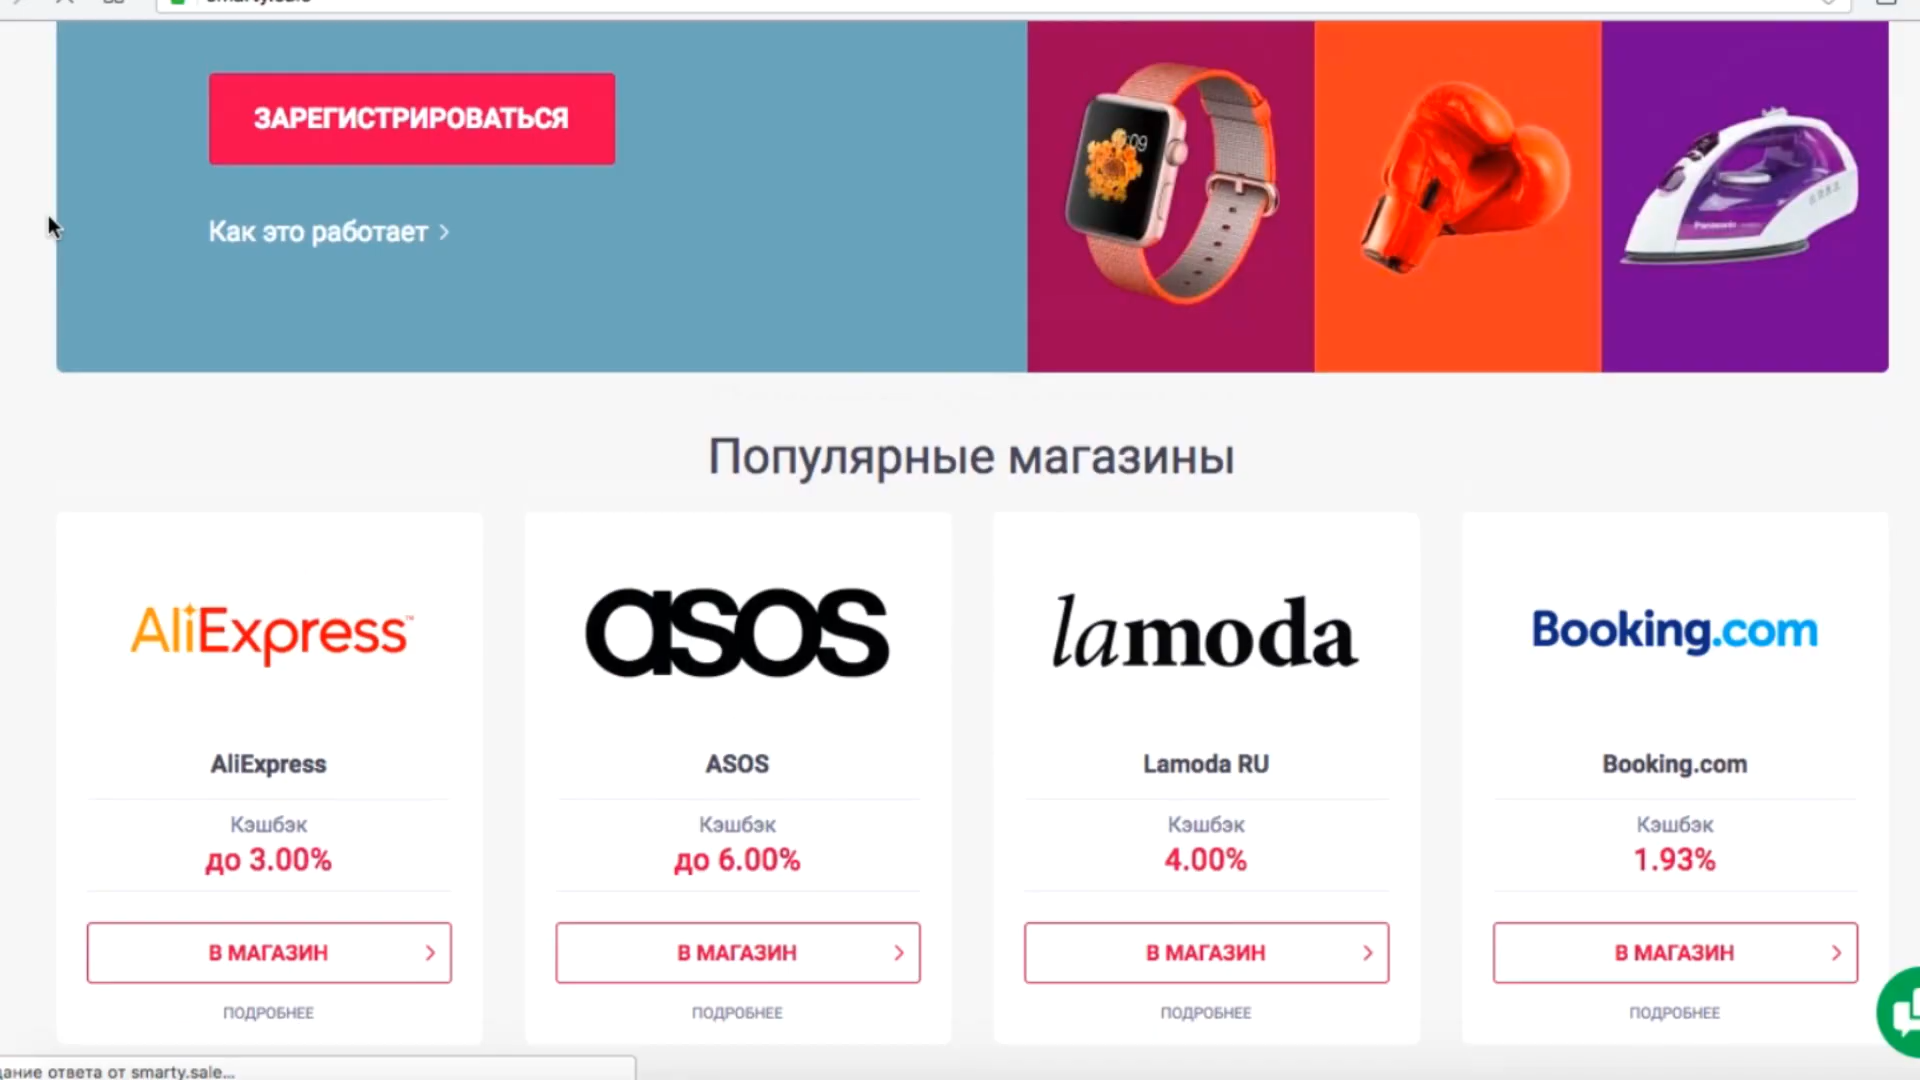 ЗАРЕГИСТРИРОВАТЬСЯ
Как это работает
Популярные магазины
AliExpress™
asos
lamoda
Booking.com
AliExpress
ASOS
Lamoda RU
Booking.com
Кэшбэк
Кэшбэк
Кэшбэк
Кэшбэк
до 3.00%
до 6.00%
4.00%
1.93%
В МАГАЗИН
В МАГАЗИН
В МАГАЗИН
В МАГАЗИН
ПОДРОБНЕЕ
ПОДРОБНЕЕ
ПОДРОБНЕЕ
ПОДРОБНЕЕ
ответа от smarty.sale...